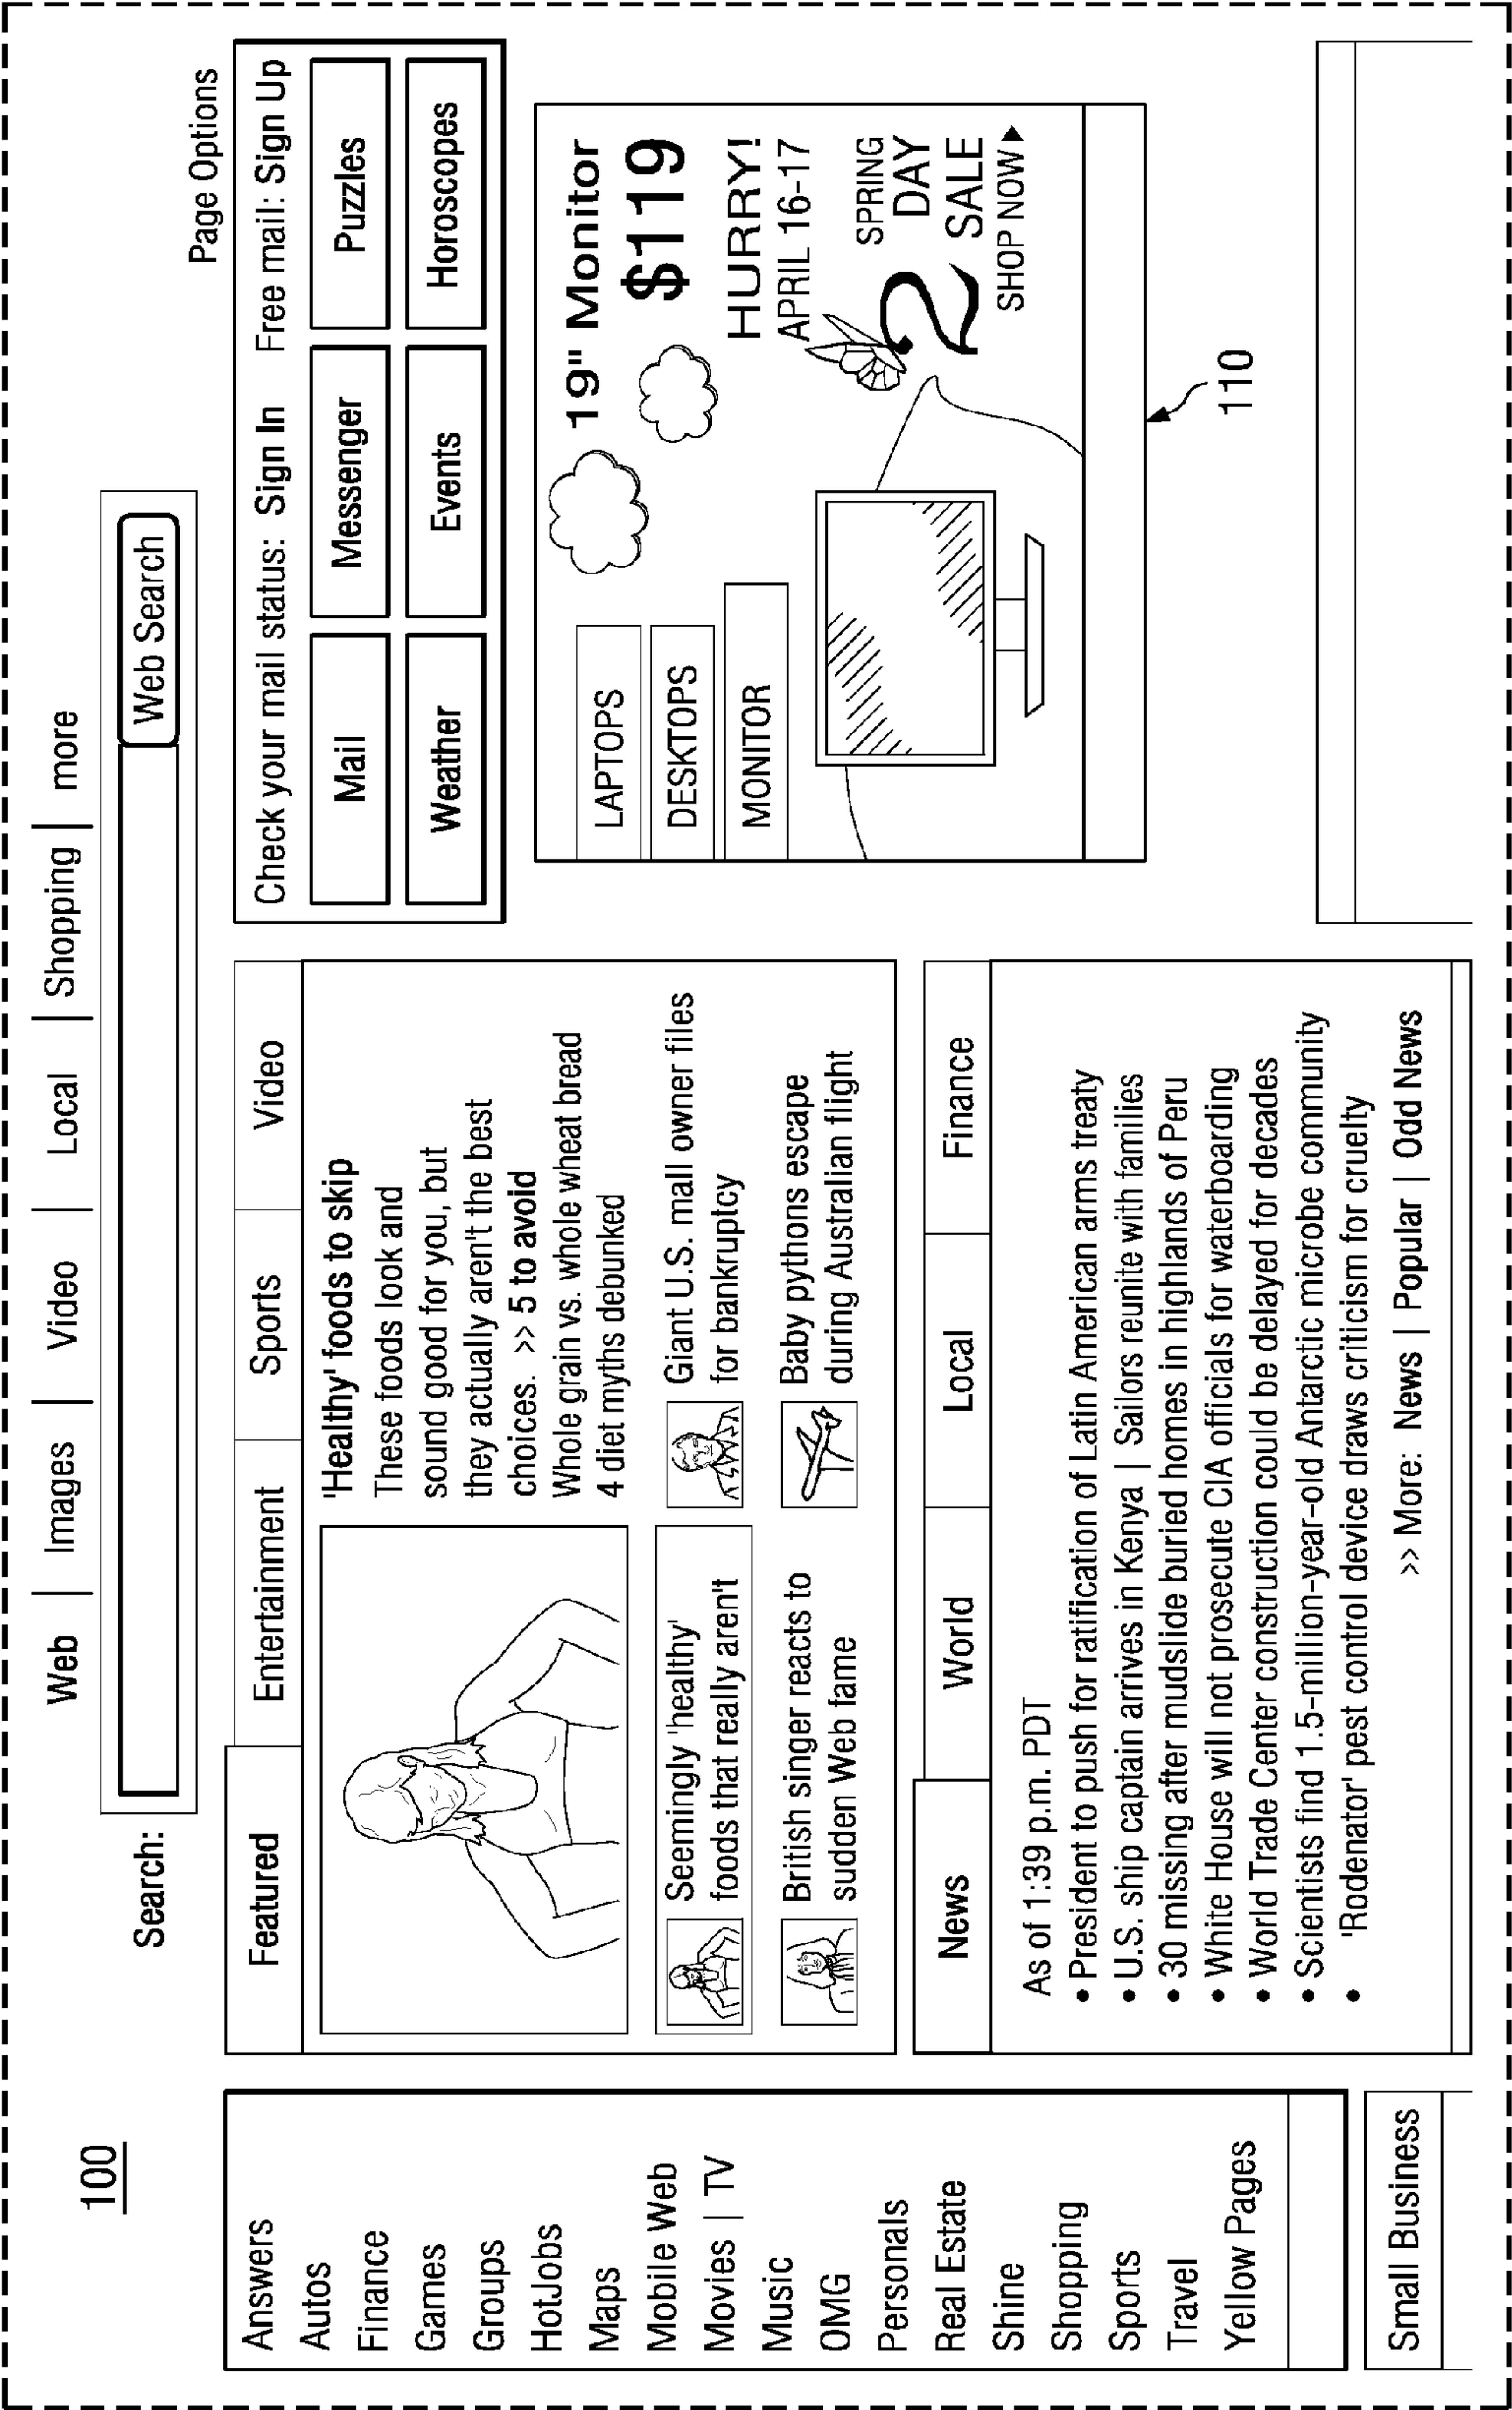 100
Web | Images | Video | Local | Shopping | more
Search:
Web Search
Page Options
Answers
Autos
Finance
Games
Groups
HotJobs
Maps
Mobile Web
Movies | TV
Music
OMG
Personals
Real Estate
Shine
Shopping
Sports
Travel
Yellow Pages
Small Business
Featured
Entertainment
Sports
Video
'Healthy' foods to skip
These foods look and
sound good for you, but
they actually aren't the best
choices. >> 5 to avoid
Whole grain vs. whole wheat bread
4 diet myths debunked
Seemingly 'healthy'
foods that really aren't
Giant U.S. mall owner files
for bankruptcy
British singer reacts to
sudden Web fame
Baby pythons escape
during Australian flight
News
World
Local
Finance
As of 1:39 p.m. PDT
• President to push for ratification of Latin American arms treaty
• U.S. ship captain arrives in Kenya | Sailors reunite with families
• 30 missing after mudslide buried homes in highlands of Peru
• White House will not prosecute CIA officials for waterboarding
• World Trade Center construction could be delayed for decades
• Scientists find 1.5-million-year-old Antarctic microbe community
• 'Rodenator' pest control device draws criticism for cruelty
>> More: News | Popular | Odd News
Check your mail status: Sign In Free mail: Sign Up
Mail
Messenger
Puzzles
Weather
Events
Horoscopes
19" Monitor
$119
LAPTOPS
DESKTOPS
MONITOR
HURRY!
APRIL 16-17
SPRING
2 DAY
SALE
SHOP NOW
110